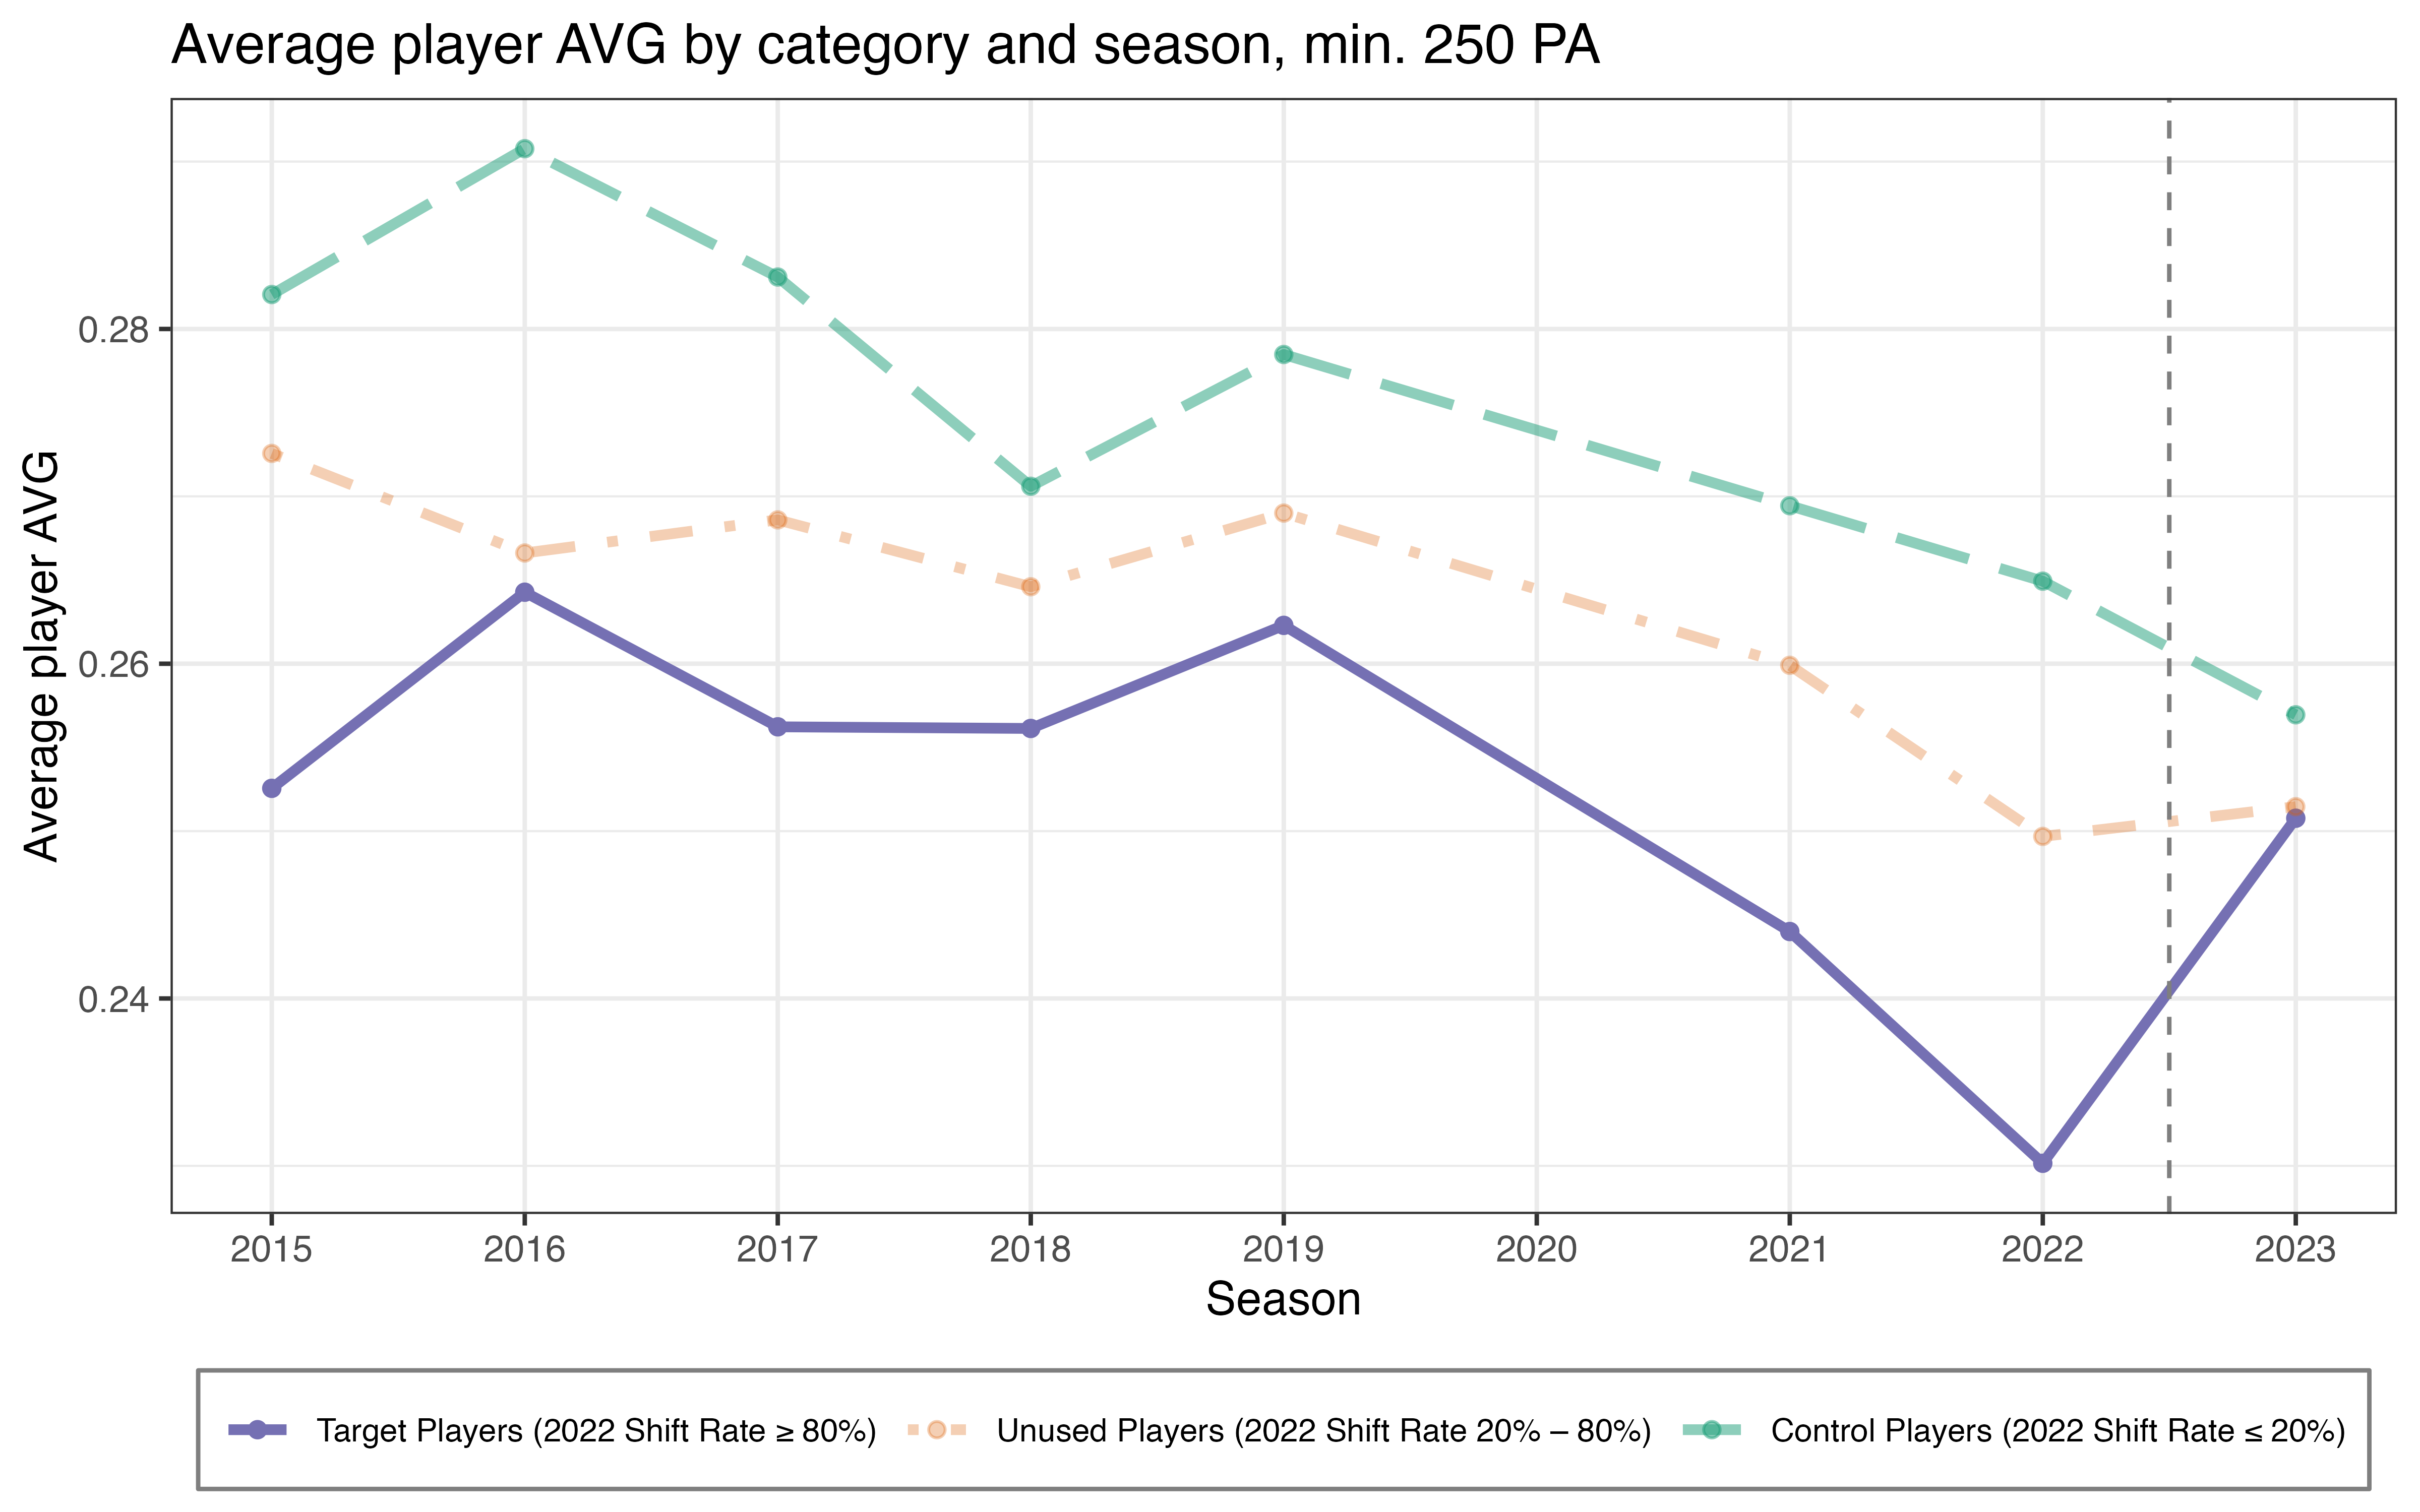 Average player AVG by category and season, min. 250 PA
Average player AVG
0.28
0.26
0.24
2015 2016 2017 2018 2019 2020 2021 2022 2023
Season
Target Players (2022 Shift Rate ≥ 80%) Unused Players (2022 Shift Rate 20% – 80%) Control Players (2022 Shift Rate ≤ 20%)